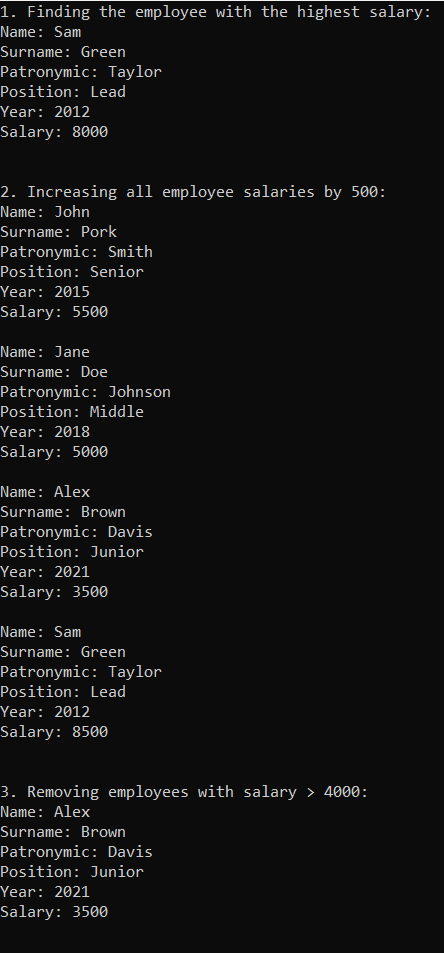 1. Finding the employee with the highest salary:
Name: Sam
Surname: Green
Patronymic: Taylor
Position: Lead
Year: 2012
Salary: 8000
2. Increasing all employee salaries by 500:
Name: John
Surname: Pork
Patronymic: Smith
Position: Senior
Year: 2015
Salary: 5500
Name: Jane
Surname: Doe
Patronymic: Johnson
Position: Middle
Year: 2018
Salary: 5000
Name: Alex
Surname: Brown
Patronymic: Davis
Position: Junior
Year: 2021
Salary: 3500
Name: Sam
Surname: Green
Patronymic: Taylor
Position: Lead
Year: 2012
Salary: 8500
3. Removing employees with salary > 4000:
Name: Alex
Surname: Brown
Patronymic: Davis
Position: Junior
Year: 2021
Salary: 3500